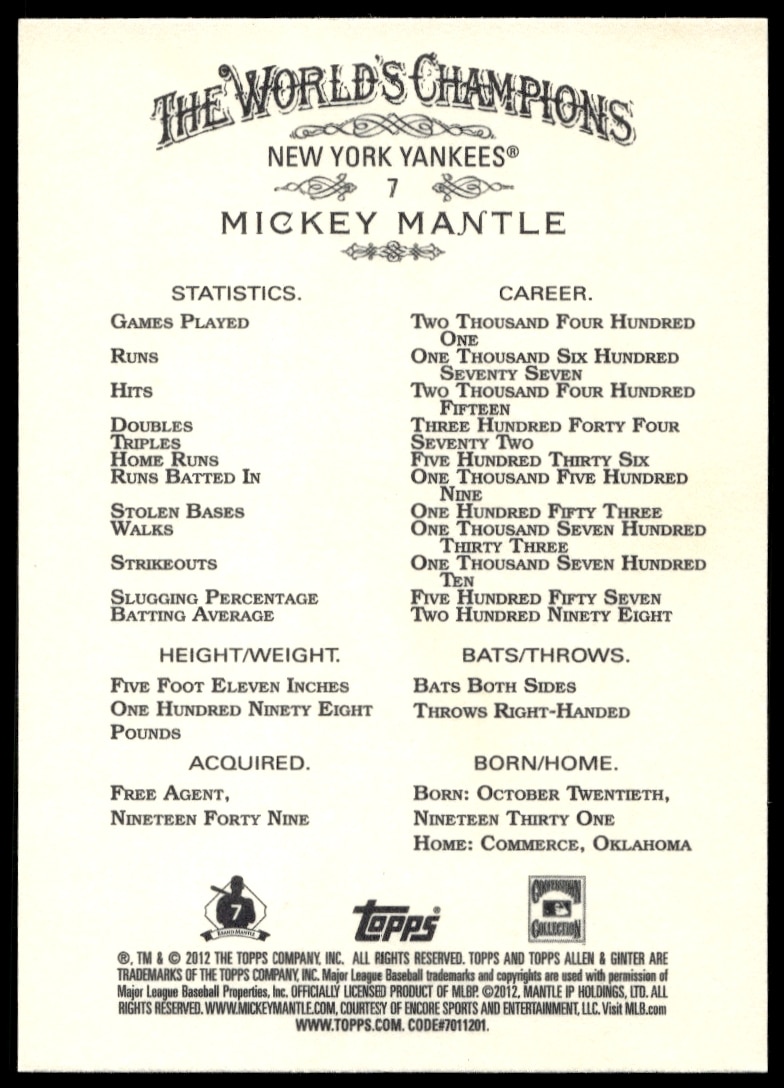 THE WORLD'S CHAMPIONS
NEW YORK YANKEES®
7
MICKEY MANTLE
STATISTICS. CAREER.
GAMES PLAYED TWO THOUSAND FOUR HUNDRED
ONE
RUNS ONE THOUSAND SIX HUNDRED
SEVENTY SEVEN
HITS TWO THOUSAND FOUR HUNDRED
FIFTEEN
DOUBLES THREE HUNDRED FORTY FOUR
TRIPLES SEVENTY TWO
HOME RUNS FIVE HUNDRED THIRTY SIX
RUNS BATTED IN ONE THOUSAND FIVE HUNDRED
NINE
STOLEN BASES ONE HUNDRED FIFTY THREE
WALKS ONE THOUSAND SEVEN HUNDRED
THIRTY THREE
STRIKEOUTS ONE THOUSAND SEVEN HUNDRED
TEN
SLUGGING PERCENTAGE FIVE HUNDRED FIFTY SEVEN
BATTING AVERAGE TWO HUNDRED NINETY EIGHT
HEIGHT/WEIGHT. BATS/THROWS.
FIVE FOOT ELEVEN INCHES BATS BOTH SIDES
ONE HUNDRED NINETY EIGHT THROWS RIGHT-HANDED
POUNDS
ACQUIRED. BORN/HOME.
FREE AGENT, BORN: OCTOBER TWENTIETH,
NINETEEN FORTY NINE NINETEEN THIRTY ONE
HOME: COMMERCE, OKLAHOMA
7
MANTLE
Topps®
COOPERSTOWN
COLLECTION
®, TM & © 2012 THE TOPPS COMPANY, INC. ALL RIGHTS RESERVED. TOPPS AND TOPPS ALLEN & GINTER ARE
TRADEMARKS OF THE TOPPS COMPANY, INC. Major League Baseball trademarks and copyrights are used with permission of
Major League Baseball Properties, Inc. OFFICIALLY LICENSED PRODUCT OF MLBP. ©2012, MANTLE IP HOLDINGS, LTD. ALL
RIGHTS RESERVED. WWW.MICKEYMANTLE.COM, COURTESY OF ENCORE SPORTS AND ENTERTAINMENT, LLC. Visit MLB.com
WWW.TOPPS.COM. CODE#7011201.